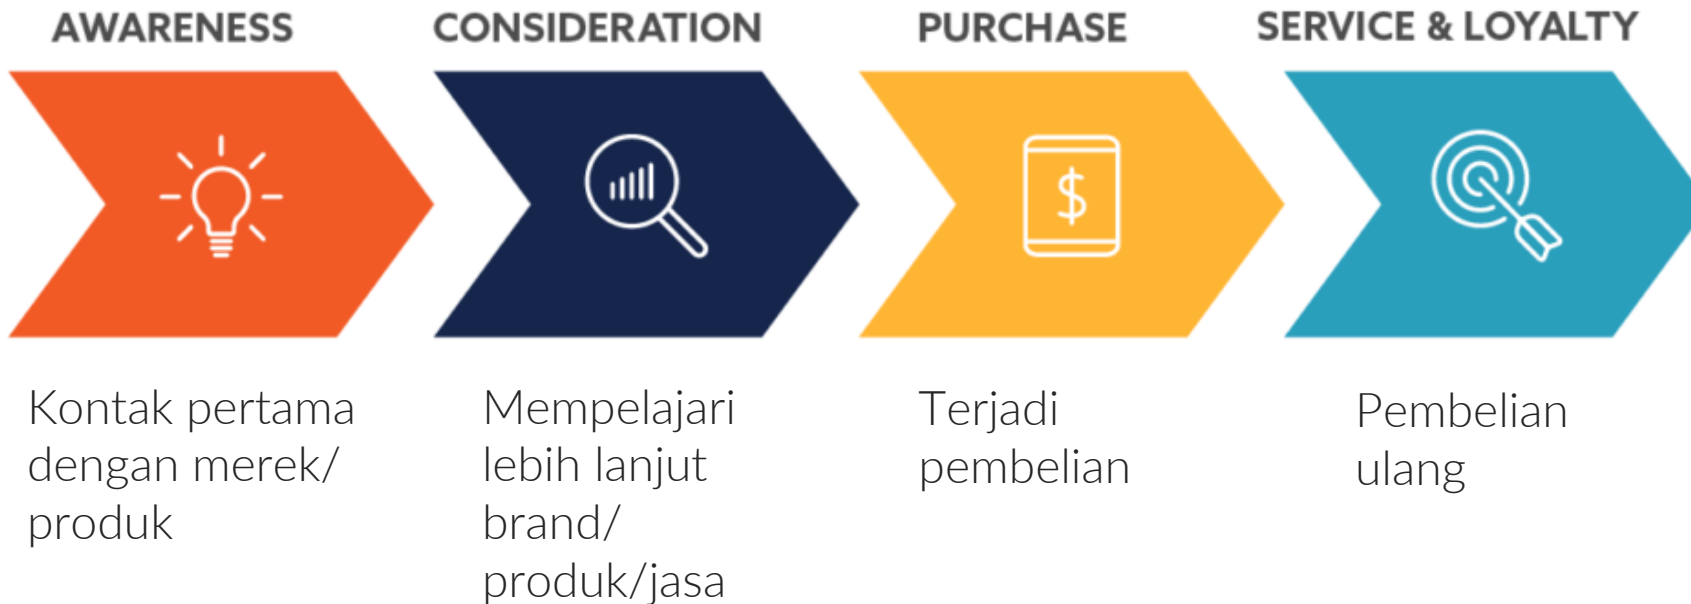 AWARENESS
CONSIDERATION
PURCHASE
SERVICE & LOYALTY
$
Kontak pertama
dengan merek/
produk
Mempelajari
lebih lanjut
brand/
produk/jasa
Terjadi
pembelian
Pembelian
ulang